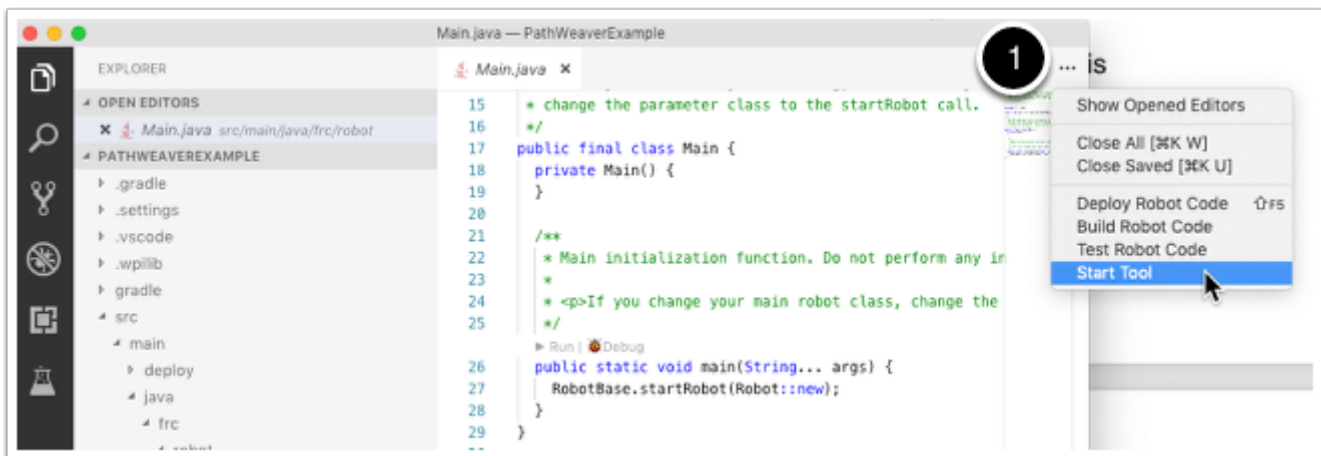 Main.java — PathWeaverExample
EXPLORER
OPEN EDITORS
Main.java src/main/java/frc/robot
PATHWEAVEREXAMPLE
.gradle
.settings
.vscode
.wpilib
gradle
src
main
deploy
java
frc
robot
Main.java
15 * change the parameter class to the startRobot call.
16 */
17 public final class Main {
18 private Main() {
19 }
20
21 /**
22 * Main initialization function. Do not perform any in
23 *
24 * <p>If you change your main robot class, change the
25 */
Run | Debug
26 public static void main(String... args) {
27 RobotBase.startRobot(Robot::new);
28 }
29 }
1
... is
Show Opened Editors
Close All [⌘K W]
Close Saved [⌘K U]
Deploy Robot Code ⇧F5
Build Robot Code
Test Robot Code
Start Tool